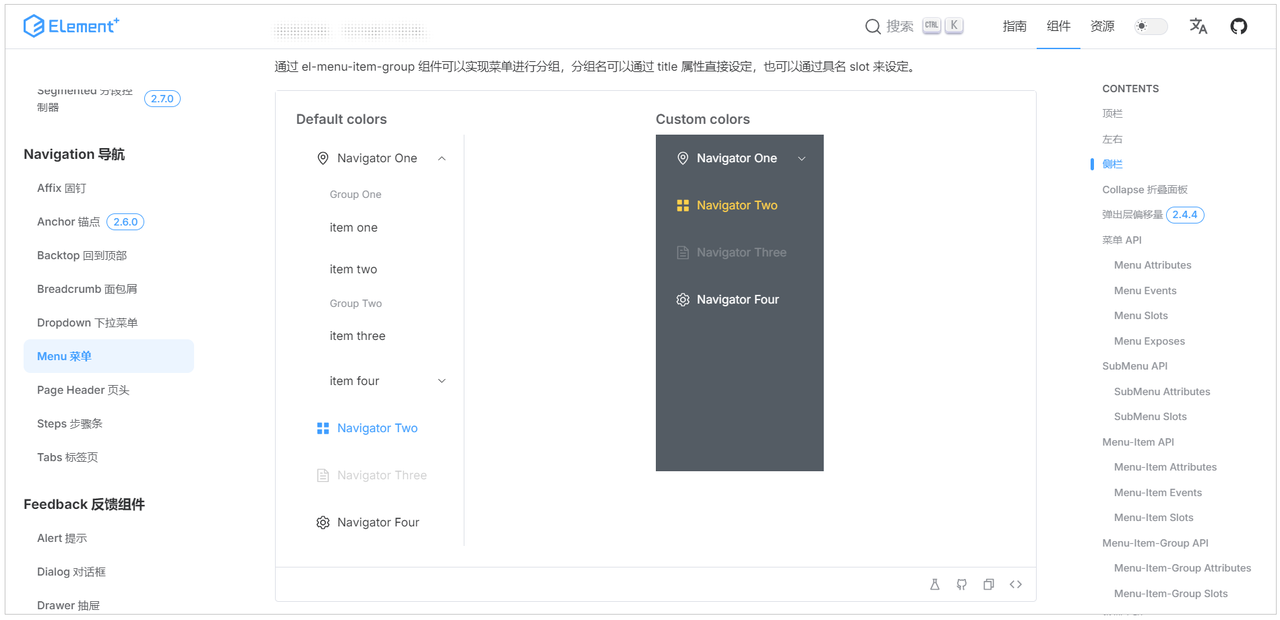 ELement+
搜索
CTRL
K
指南
组件
资源
Segmented 分段控
制器
2.7.0
Navigation 导航
Affix 固钉
Anchor 锚点
2.6.0
Backtop 回到顶部
Breadcrumb 面包屑
Dropdown 下拉菜单
Menu 菜单
Page Header 页头
Steps 步骤条
Tabs 标签页
Feedback 反馈组件
Alert 提示
Dialog 对话框
Drawer 抽屉
通过 el-menu-item-group 组件可以实现菜单进行分组，分组名可以通过 title 属性直接设定，也可以通过具名 slot 来设定。
Default colors
Navigator One
Group One
item one
item two
Group Two
item three
item four
Navigator Two
Navigator Three
Navigator Four
Custom colors
Navigator One
Navigator Two
Navigator Three
Navigator Four
CONTENTS
顶栏
左右
侧栏
Collapse 折叠面板
弹出层偏移量 2.4.4
菜单 API
Menu Attributes
Menu Events
Menu Slots
Menu Exposes
SubMenu API
SubMenu Attributes
SubMenu Slots
Menu-Item API
Menu-Item Attributes
Menu-Item Events
Menu-Item Slots
Menu-Item-Group API
Menu-Item-Group Attributes
Menu-Item-Group Slots